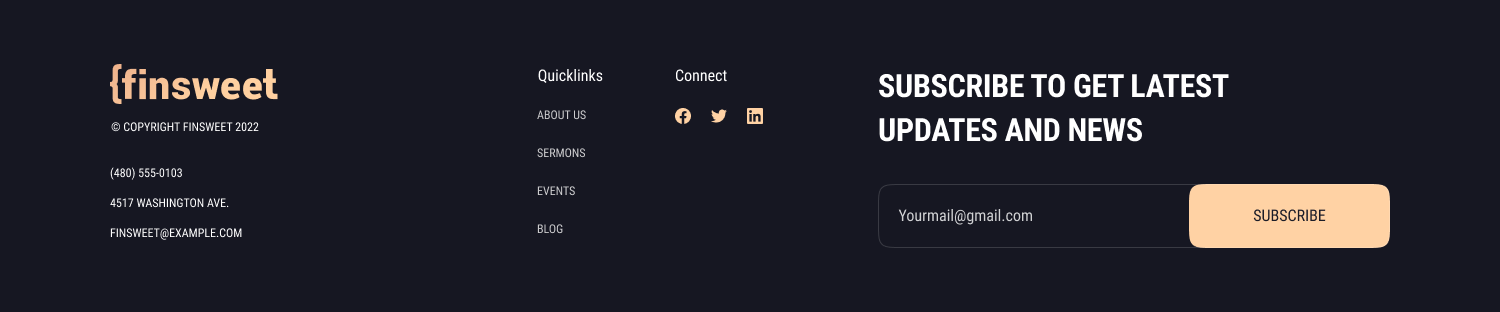 {finsweet
© COPYRIGHT FINSWEET 2022
(480) 555-0103
4517 WASHINGTON AVE.
FINSWEET@EXAMPLE.COM
Quicklinks
ABOUT US
SERMONS
EVENTS
BLOG
Connect
SUBSCRIBE TO GET LATEST
UPDATES AND NEWS
Yourmail@gmail.com
SUBSCRIBE